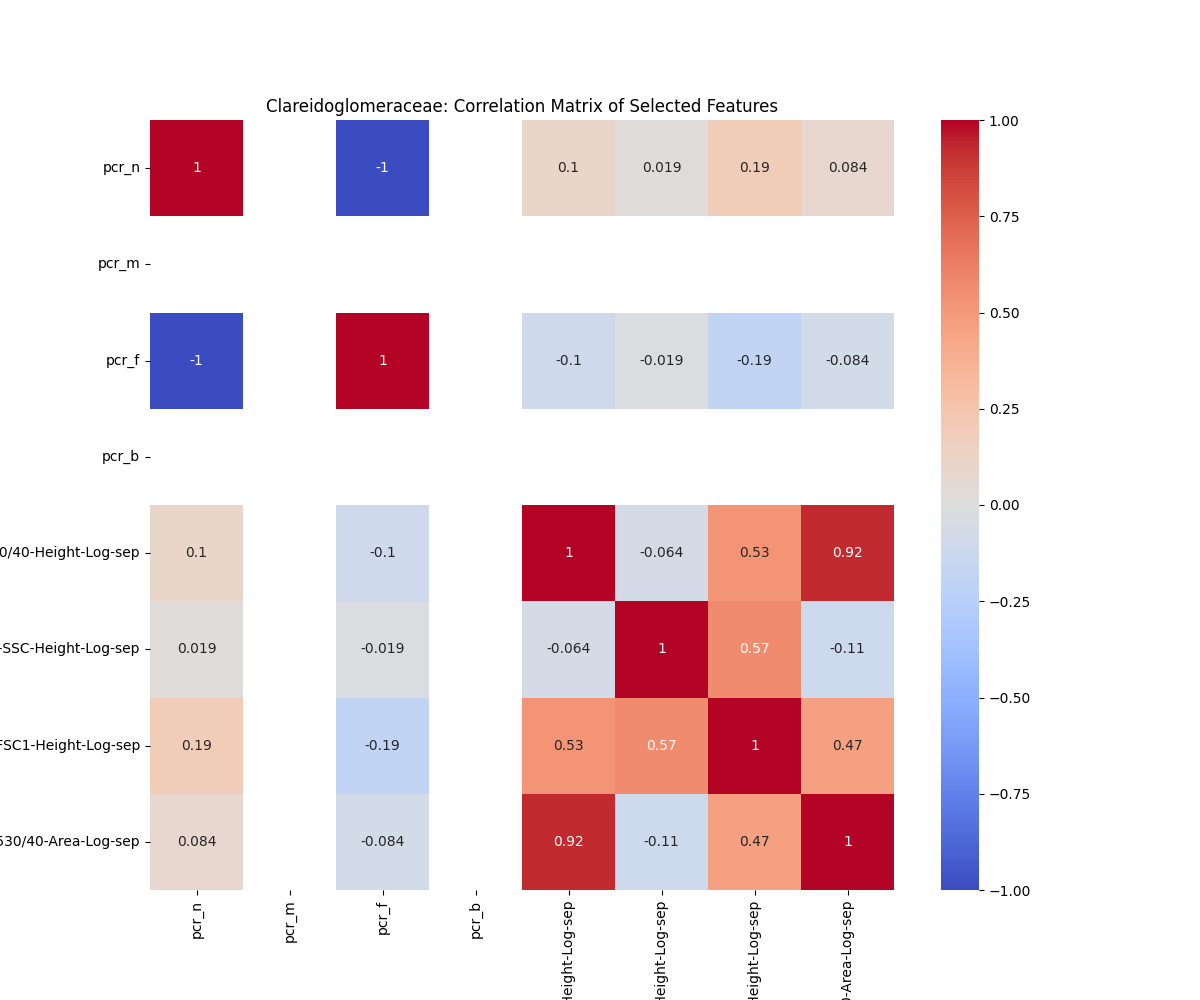 Clareidoglomeraceae: Correlation Matrix of Selected Features
pcr_n 1 -1 0.1 0.019 0.19 0.084
pcr_m
pcr_f -1 1 -0.1 -0.019 -0.19 -0.084
pcr_b
0/40-Height-Log-sep 0.1 -0.1 1 -0.064 0.53 0.92
-SSC-Height-Log-sep 0.019 -0.019 -0.064 1 0.57 -0.11
FSC1-Height-Log-sep 0.19 -0.19 0.53 0.57 1 0.47
530/40-Area-Log-sep 0.084 -0.084 0.92 -0.11 0.47 1
pcr_n
pcr_m
pcr_f
pcr_b
Height-Log-sep
Height-Log-sep
Height-Log-sep
0-Area-Log-sep
1.00
0.75
0.50
0.25
0.00
−0.25
−0.50
−0.75
−1.00